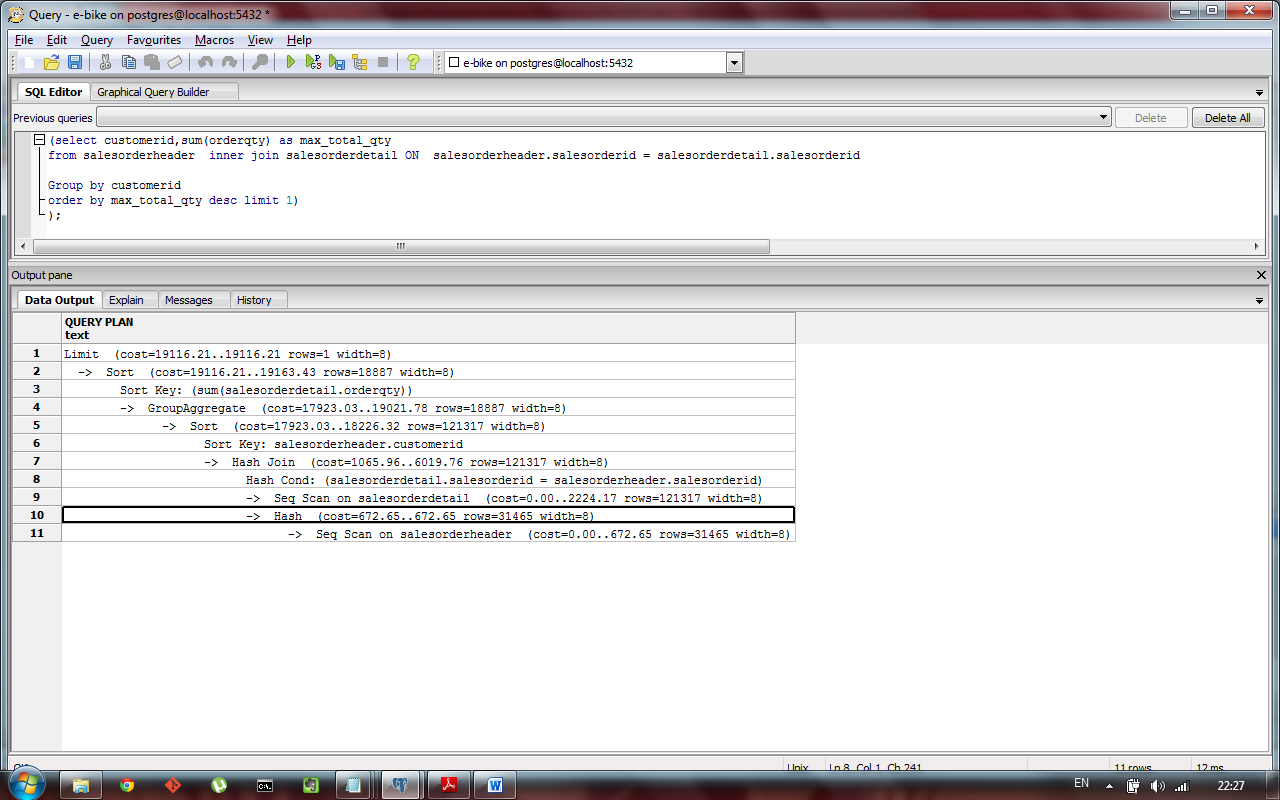 Query - e-bike on postgres@localhost:5432 *
File Edit Query Favourites Macros View Help
e-bike on postgres@localhost:5432
SQL Editor Graphical Query Builder
Previous queries Delete Delete All
(select customerid,sum(orderqty) as max_total_qty
from salesorderheader  inner join salesorderdetail ON  salesorderheader.salesorderid = salesorderdetail.salesorderid
Group by customerid
order by max_total_qty desc limit 1)
);
Output pane
Data Output Explain Messages History
QUERY PLAN
text
1 Limit  (cost=19116.21..19116.21 rows=1 width=8)
2 ->  Sort  (cost=19116.21..19163.43 rows=18887 width=8)
3 Sort Key: (sum(salesorderdetail.orderqty))
4 ->  GroupAggregate  (cost=17923.03..19021.78 rows=18887 width=8)
5 ->  Sort  (cost=17923.03..18226.32 rows=121317 width=8)
6 Sort Key: salesorderheader.customerid
7 ->  Hash Join  (cost=1065.96..6019.76 rows=121317 width=8)
8 Hash Cond: (salesorderdetail.salesorderid = salesorderheader.salesorderid)
9 ->  Seq Scan on salesorderdetail  (cost=0.00..2224.17 rows=121317 width=8)
10 ->  Hash  (cost=672.65..672.65 rows=31465 width=8)
11 ->  Seq Scan on salesorderheader  (cost=0.00..672.65 rows=31465 width=8)
Unix Ln 8, Col 1, Ch 241 11 rows 12 ms
EN 22:27